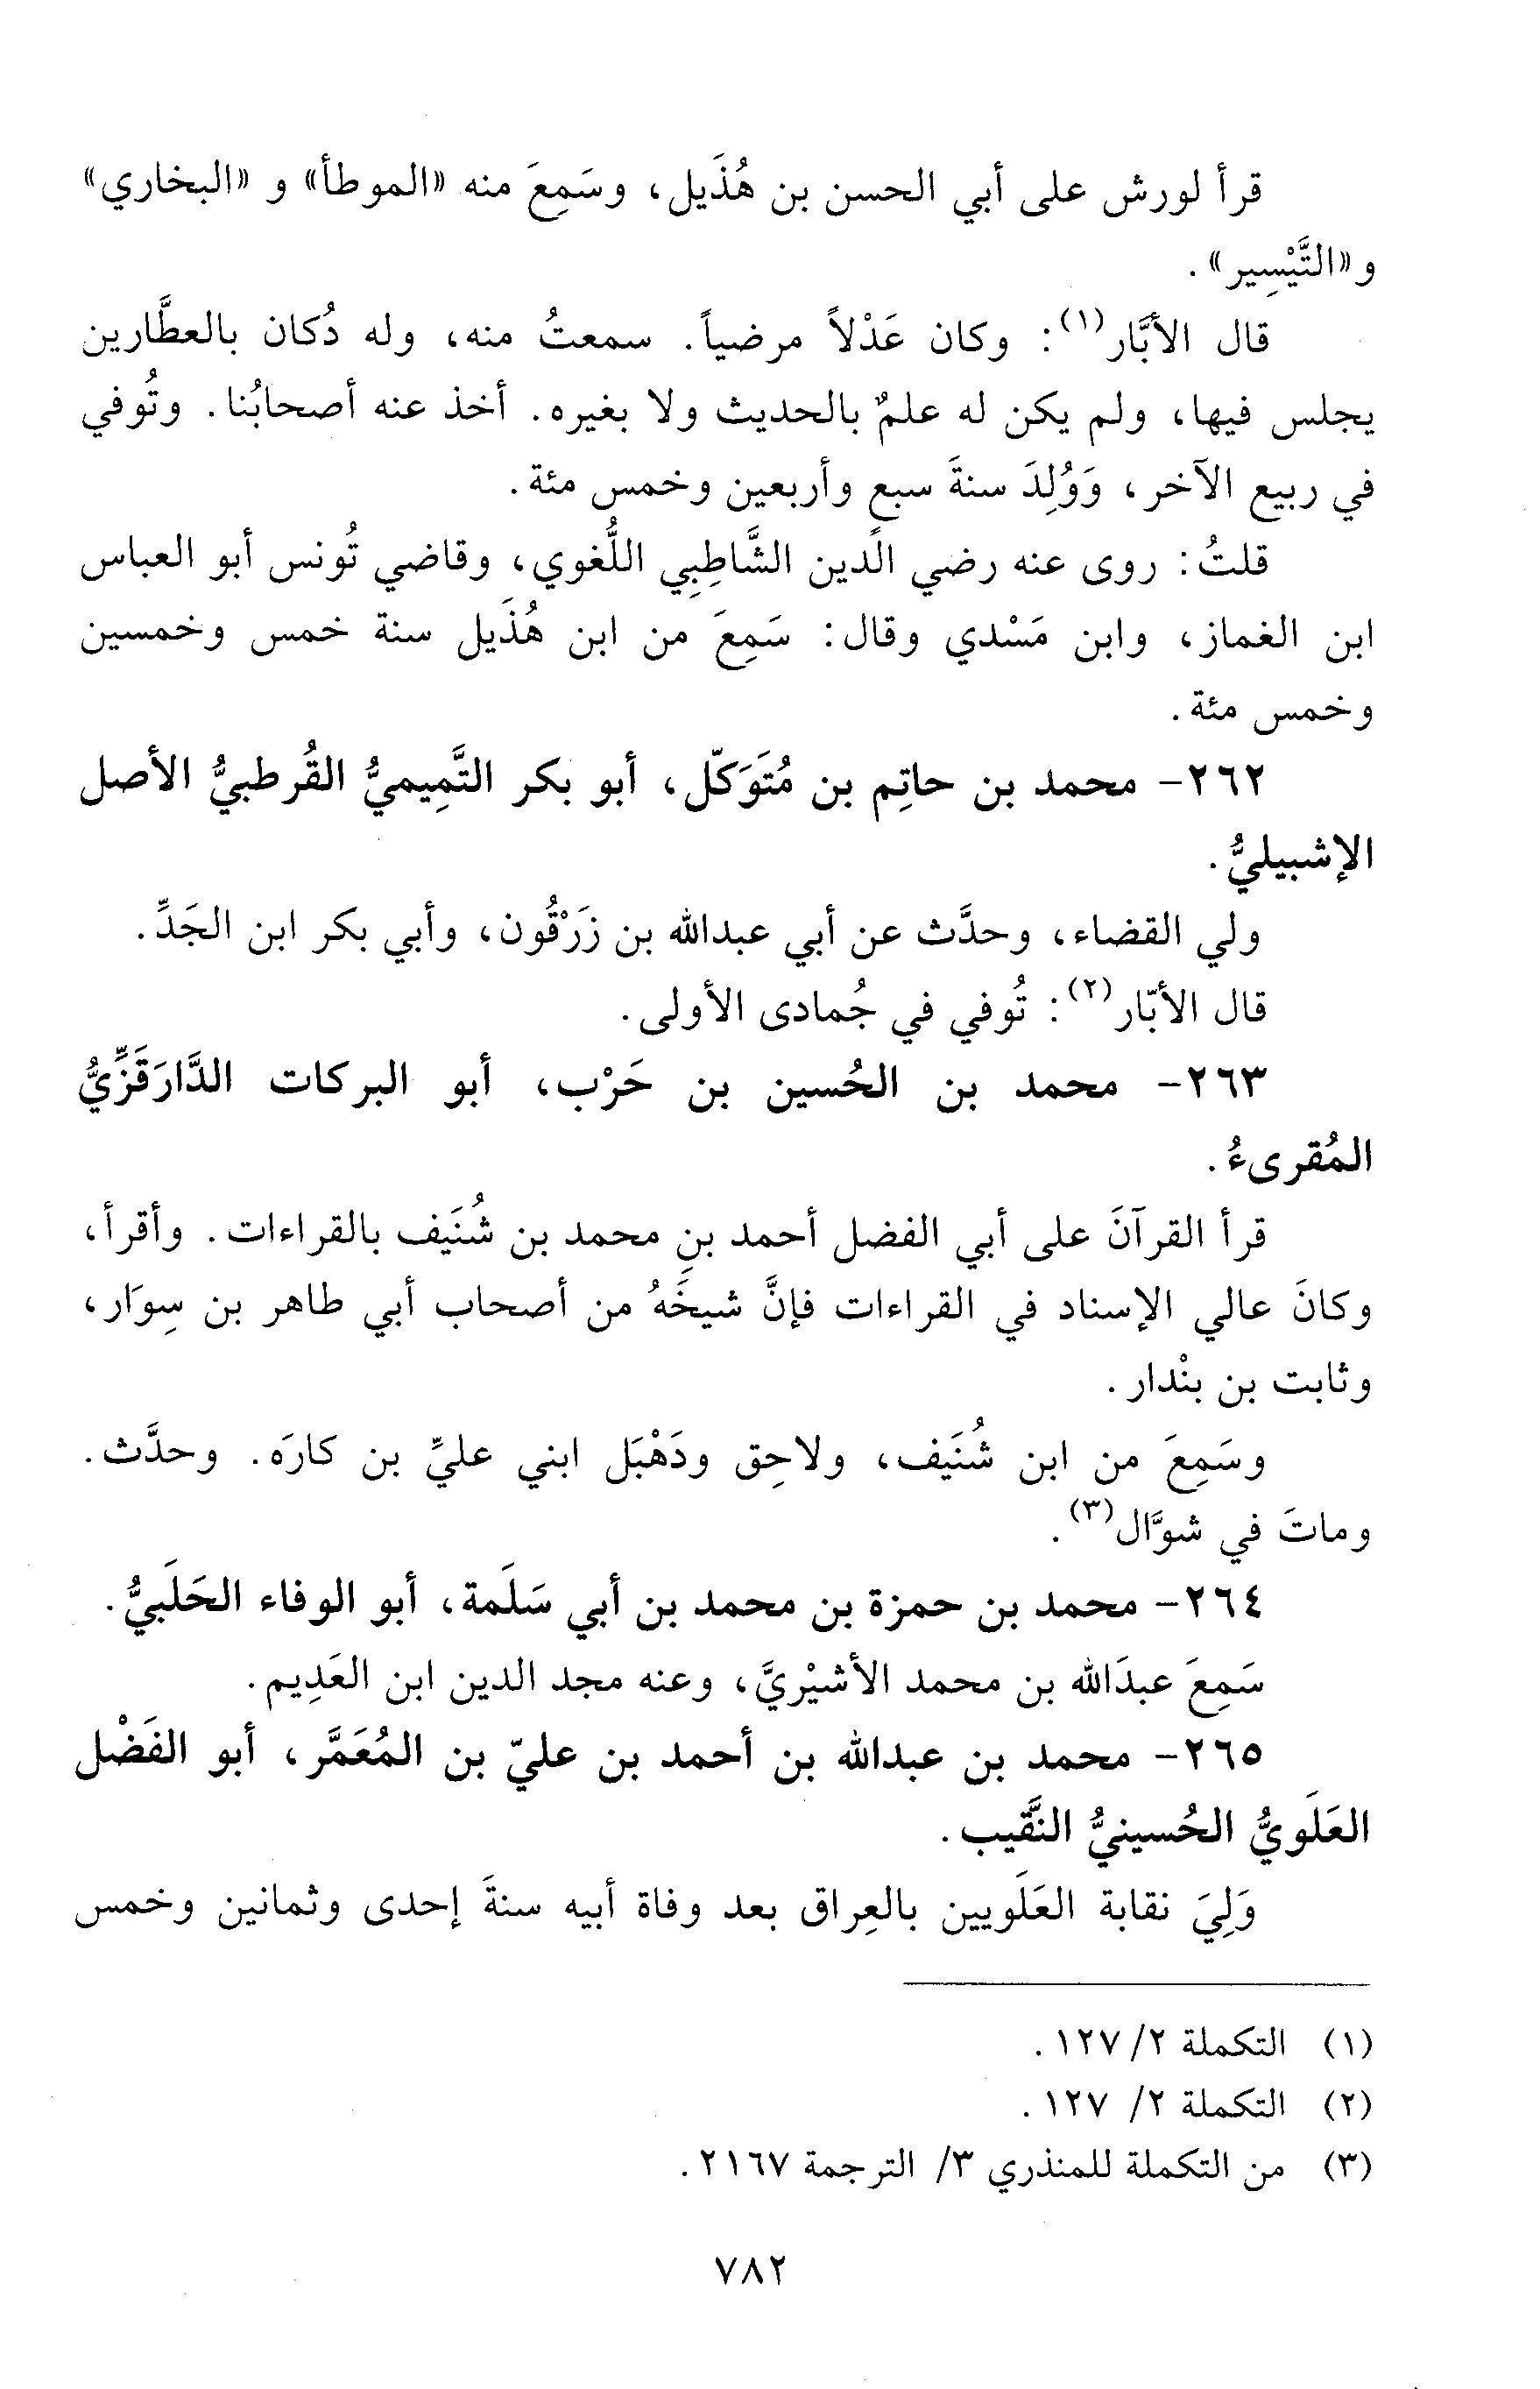 قرأ لورش على أبي الحسن بن هُذَيل، وسَمِعَ منه «الموطأ» و «البخاري»
و«التَّيْسِير».
قال الأبَّار(١): وكان عَدْلاً مرضياً. سمعتُ منه، وله دُكان بالعطَّارين
يجلس فيها، ولم يكن له علمٌ بالحديث ولا بغيره. أخذ عنه أصحابُنا. وتُوفي
في ربيع الآخر، وَوُلِدَ سنةَ سبع وأربعين وخمس مئة.
قلتُ: روى عنه رضي الدين الشَّاطِبِي اللُّغوي، وقاضي تُونس أبو العباس
ابن الغماز، وابن مَسْدي وقال: سَمِعَ من ابن هُذَيل سنة خمس وخمسين
وخمس مئة.
٢٦٢- محمد بن حاتِم بن مُتَوَكّل، أبو بكر التَّمِيميُّ القُرطبيُّ الأصل
الإشبيليُّ.
ولي القضاء، وحدَّث عن أبي عبدالله بن زَرْقُون، وأبي بكر ابن الجَدِّ.
قال الأبّار(٢): تُوفي في جُمادى الأولى.
٢٦٣- محمد بن الحُسين بن حَرْب، أبو البركات الدَّارَقَزِّيُّ
المُقرىءُ.
قرأ القرآنَ على أبي الفضل أحمد بنِ محمد بن شُنَيف بالقراءات. وأقرأ،
وكانَ عالي الإسناد في القراءات فإنَّ شيخَهُ من أصحاب أبي طاهر بن سِوَار،
وثابت بن بنْدار.
وسَمِعَ من ابن شُنَيف، ولاحِق ودَهْبَل ابني عليِّ بن كارَه. وحدَّث.
وماتَ في شوَّال(٣).
٢٦٤- محمد بن حمزة بن محمد بن أبي سَلَمة، أبو الوفاء الحَلَبيُّ.
سَمِعَ عبدَالله بن محمد الأشيْريَّ، وعنه مجد الدين ابن العَدِيم.
٢٦٥- محمد بن عبدالله بن أحمد بن عليّ بن المُعَمَّر، أبو الفَضْل
العَلَويُّ الحُسينيُّ النَّقيب.
وَلِيَ نقابة العَلَويين بالعِراق بعد وفاة أبيه سنةَ إحدى وثمانين وخمس
(١) التكملة ٢/ ١٢٧.
(٢) التكملة ٢/ ١٢٧.
(٣) من التكملة للمنذري ٣/ الترجمة ٢١٦٧.
٧٨٢